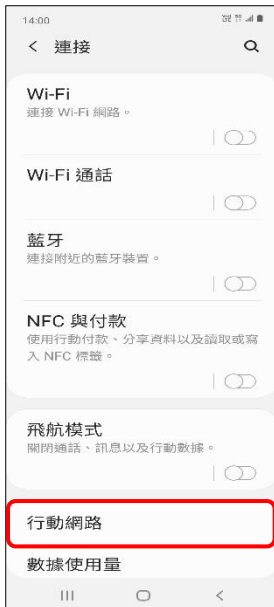 14:00
連接
Wi-Fi
連接 Wi-Fi 網路。
Wi-Fi 通話
藍牙
連接附近的藍牙裝置。
NFC 與付款
使用行動付款、分享資料以及讀取或寫
入 NFC 標籤。
飛航模式
關閉通話、訊息以及行動數據。
行動網路
數據使用量